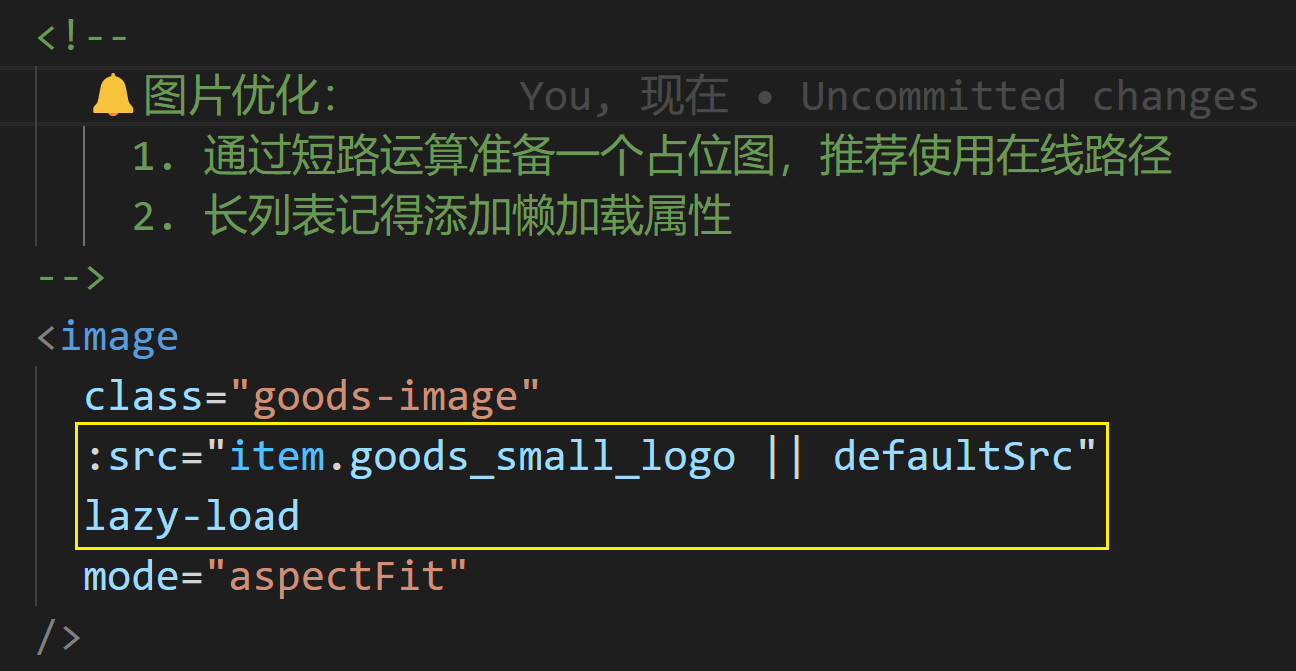 <!--
🔔图片优化： You, 现在 • Uncommitted changes
1. 通过短路运算准备一个占位图，推荐使用在线路径
2. 长列表记得添加懒加载属性
-->
<image
class="goods-image"
:src="item.goods_small_logo || defaultSrc"
lazy-load
mode="aspectFit"
/>